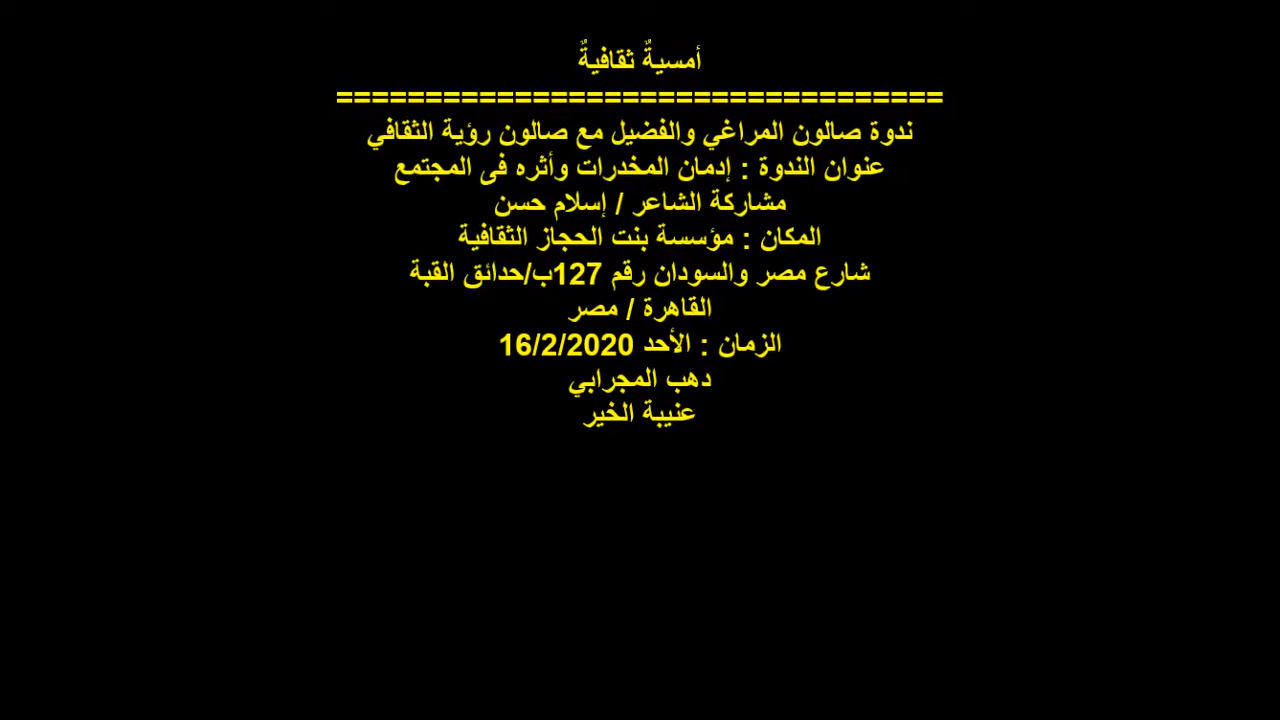 أمسيةٌ ثقافيةٌ
==================================
ندوة صالون المراغي والفضيل مع صالون رؤية الثقافي
عنوان الندوة : إدمان المخدرات وأثره فى المجتمع
مشاركة الشاعر / إسلام حسن
المكان : مؤسسة بنت الحجاز الثقافية
شارع مصر والسودان رقم 127ب/حدائق القبة
القاهرة / مصر
الزمان : الأحد 16/2/2020
دهب المجرابي
عنيبة الخير